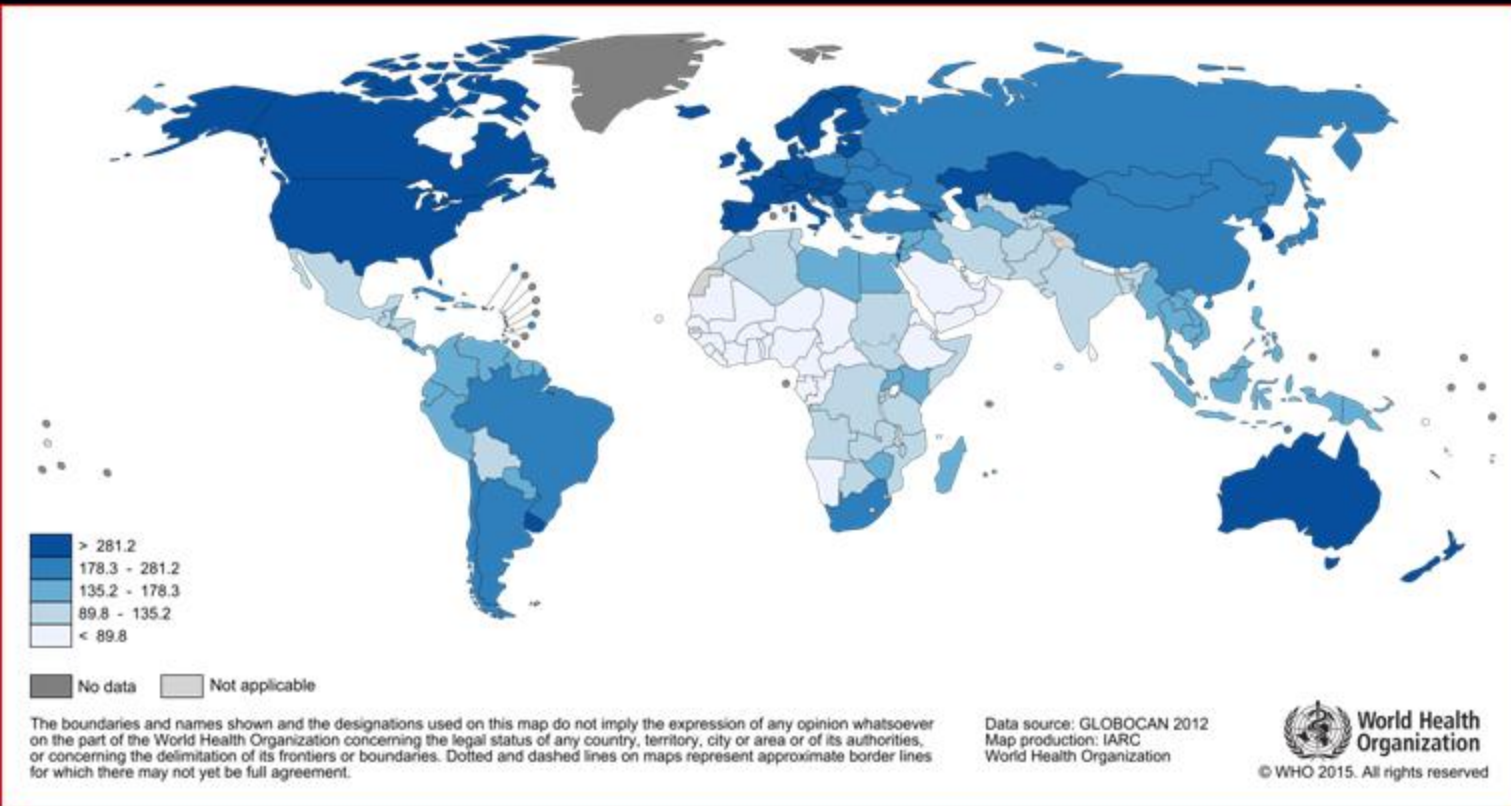 > 281.2
178.3 - 281.2
135.2 - 178.3
89.8 - 135.2
< 89.8
No data
Not applicable
The boundaries and names shown and the designations used on this map do not imply the expression of any opinion whatsoever
on the part of the World Health Organization concerning the legal status of any country, territory, city or area or of its authorities,
or concerning the delimitation of its frontiers or boundaries. Dotted and dashed lines on maps represent approximate border lines
for which there may not yet be full agreement.
Data source: GLOBOCAN 2012
Map production: IARC
World Health Organization
World Health
Organization
© WHO 2015. All rights reserved